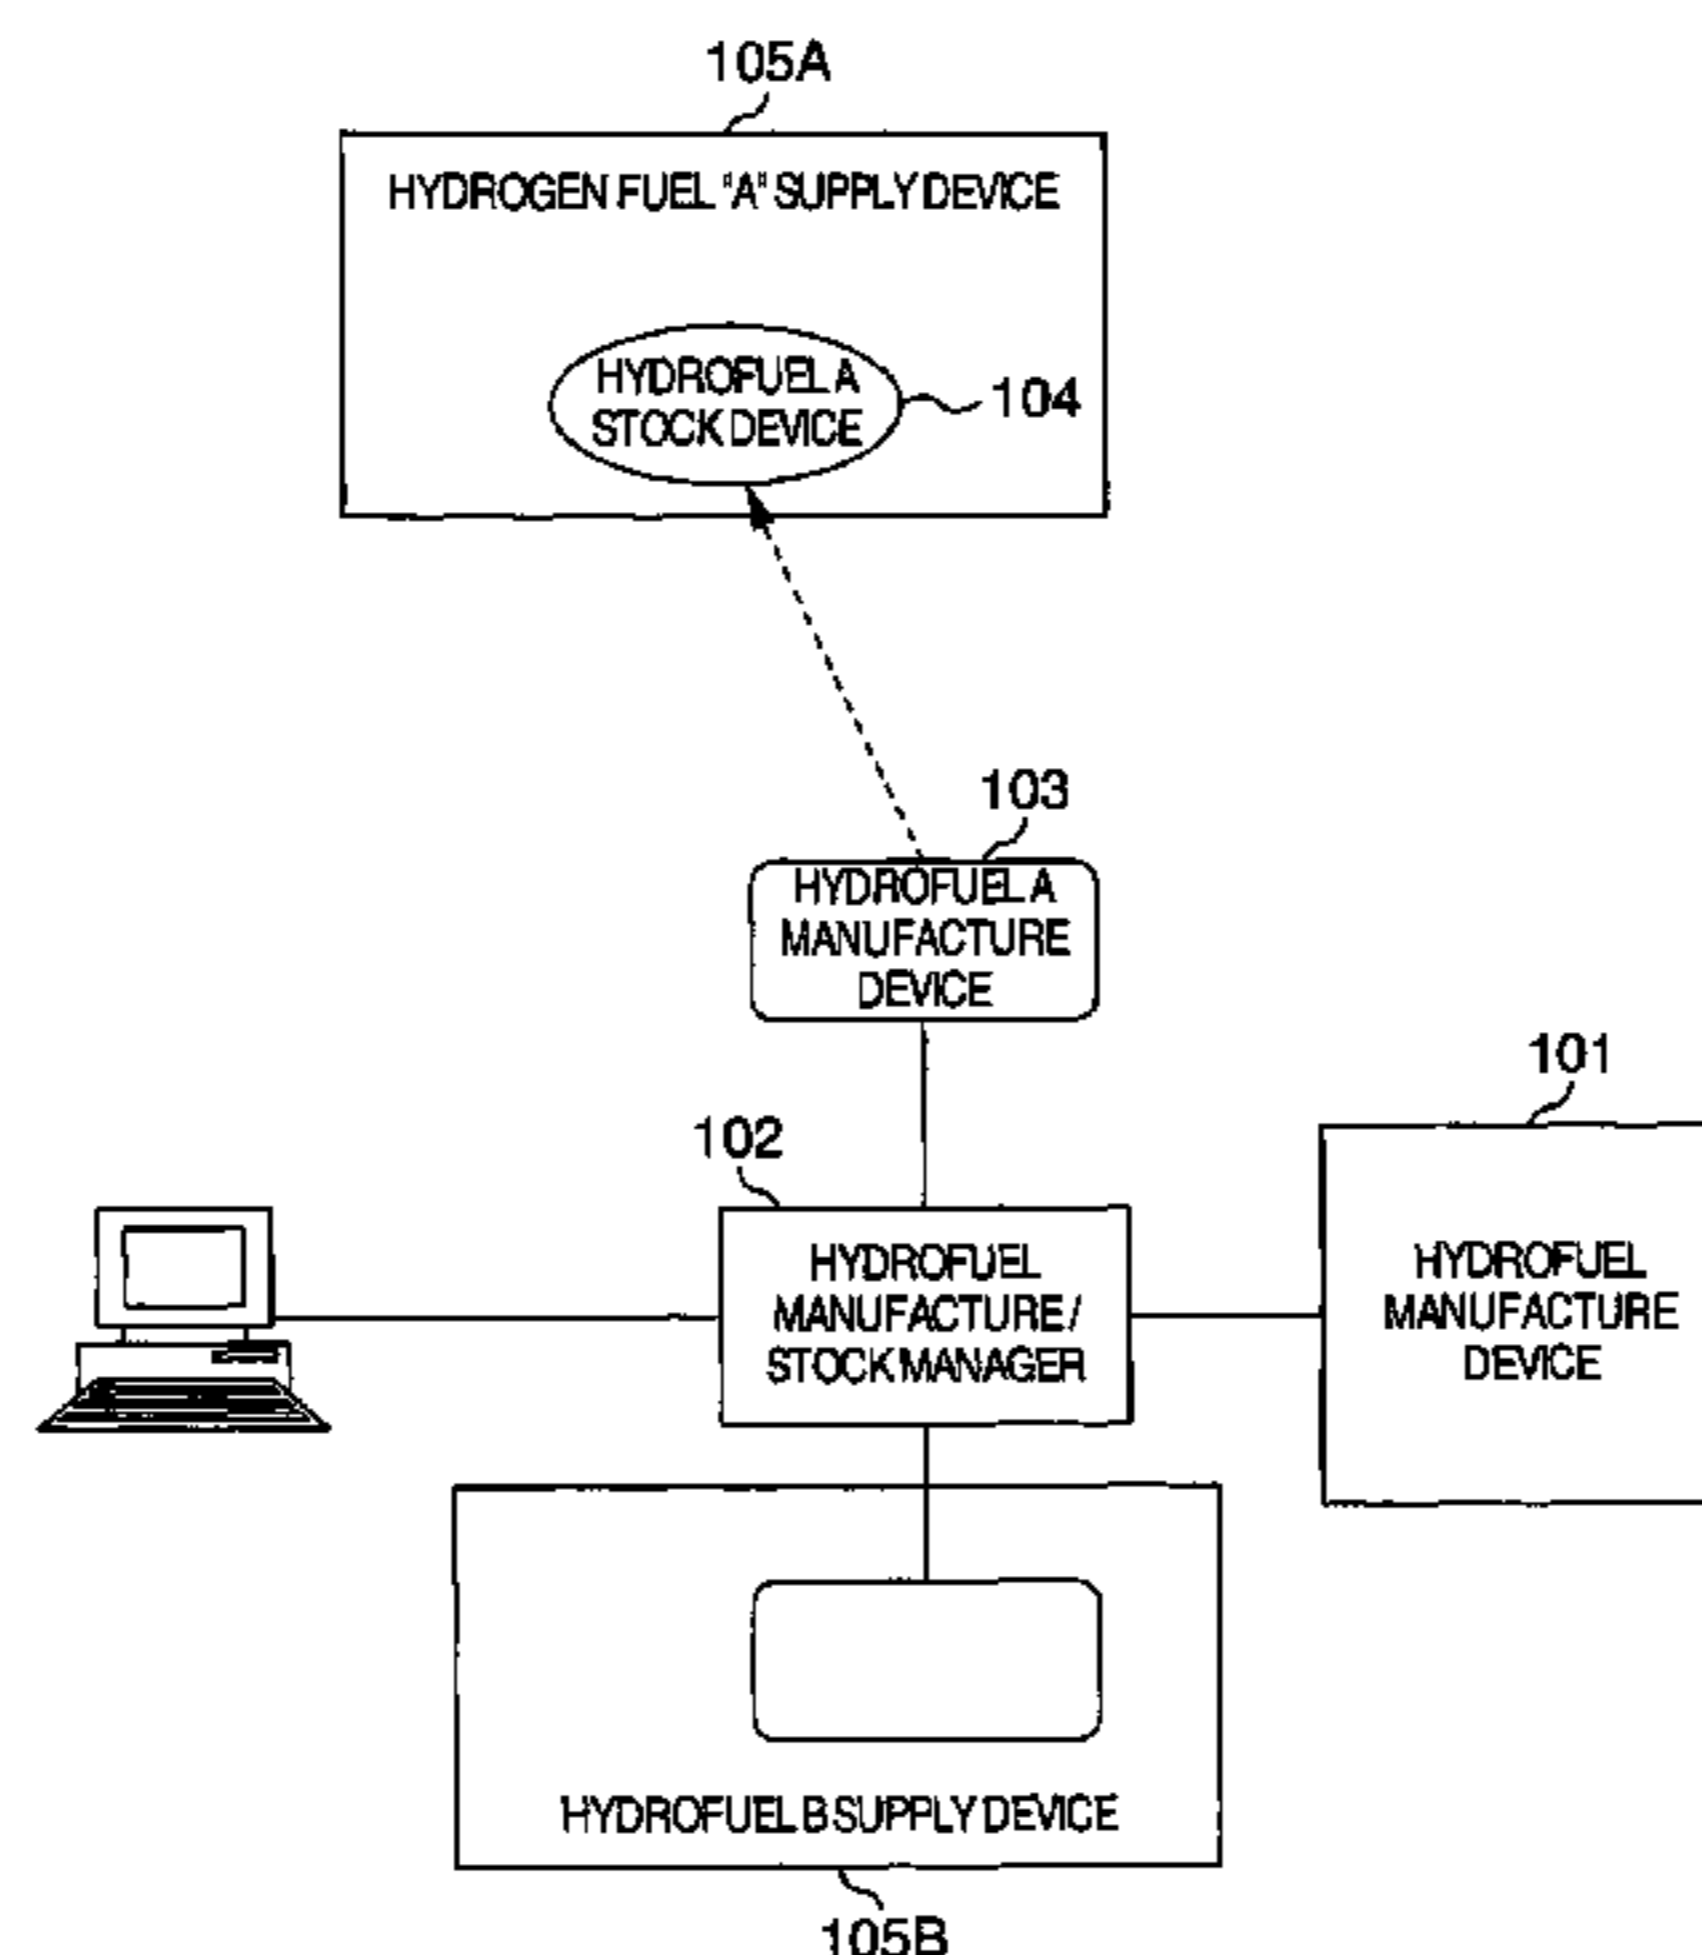 105A
HYDROGEN FUEL "A" SUPPLY DEVICE
HYDROFUEL A
STOCK DEVICE
104
103
HYDROFUEL A
MANUFACTURE
DEVICE
101
102
HYDROFUEL
MANUFACTURE /
STOCK MANAGER
HYDROFUEL
MANUFACTURE
DEVICE
HYDROFUEL B SUPPLY DEVICE
105B